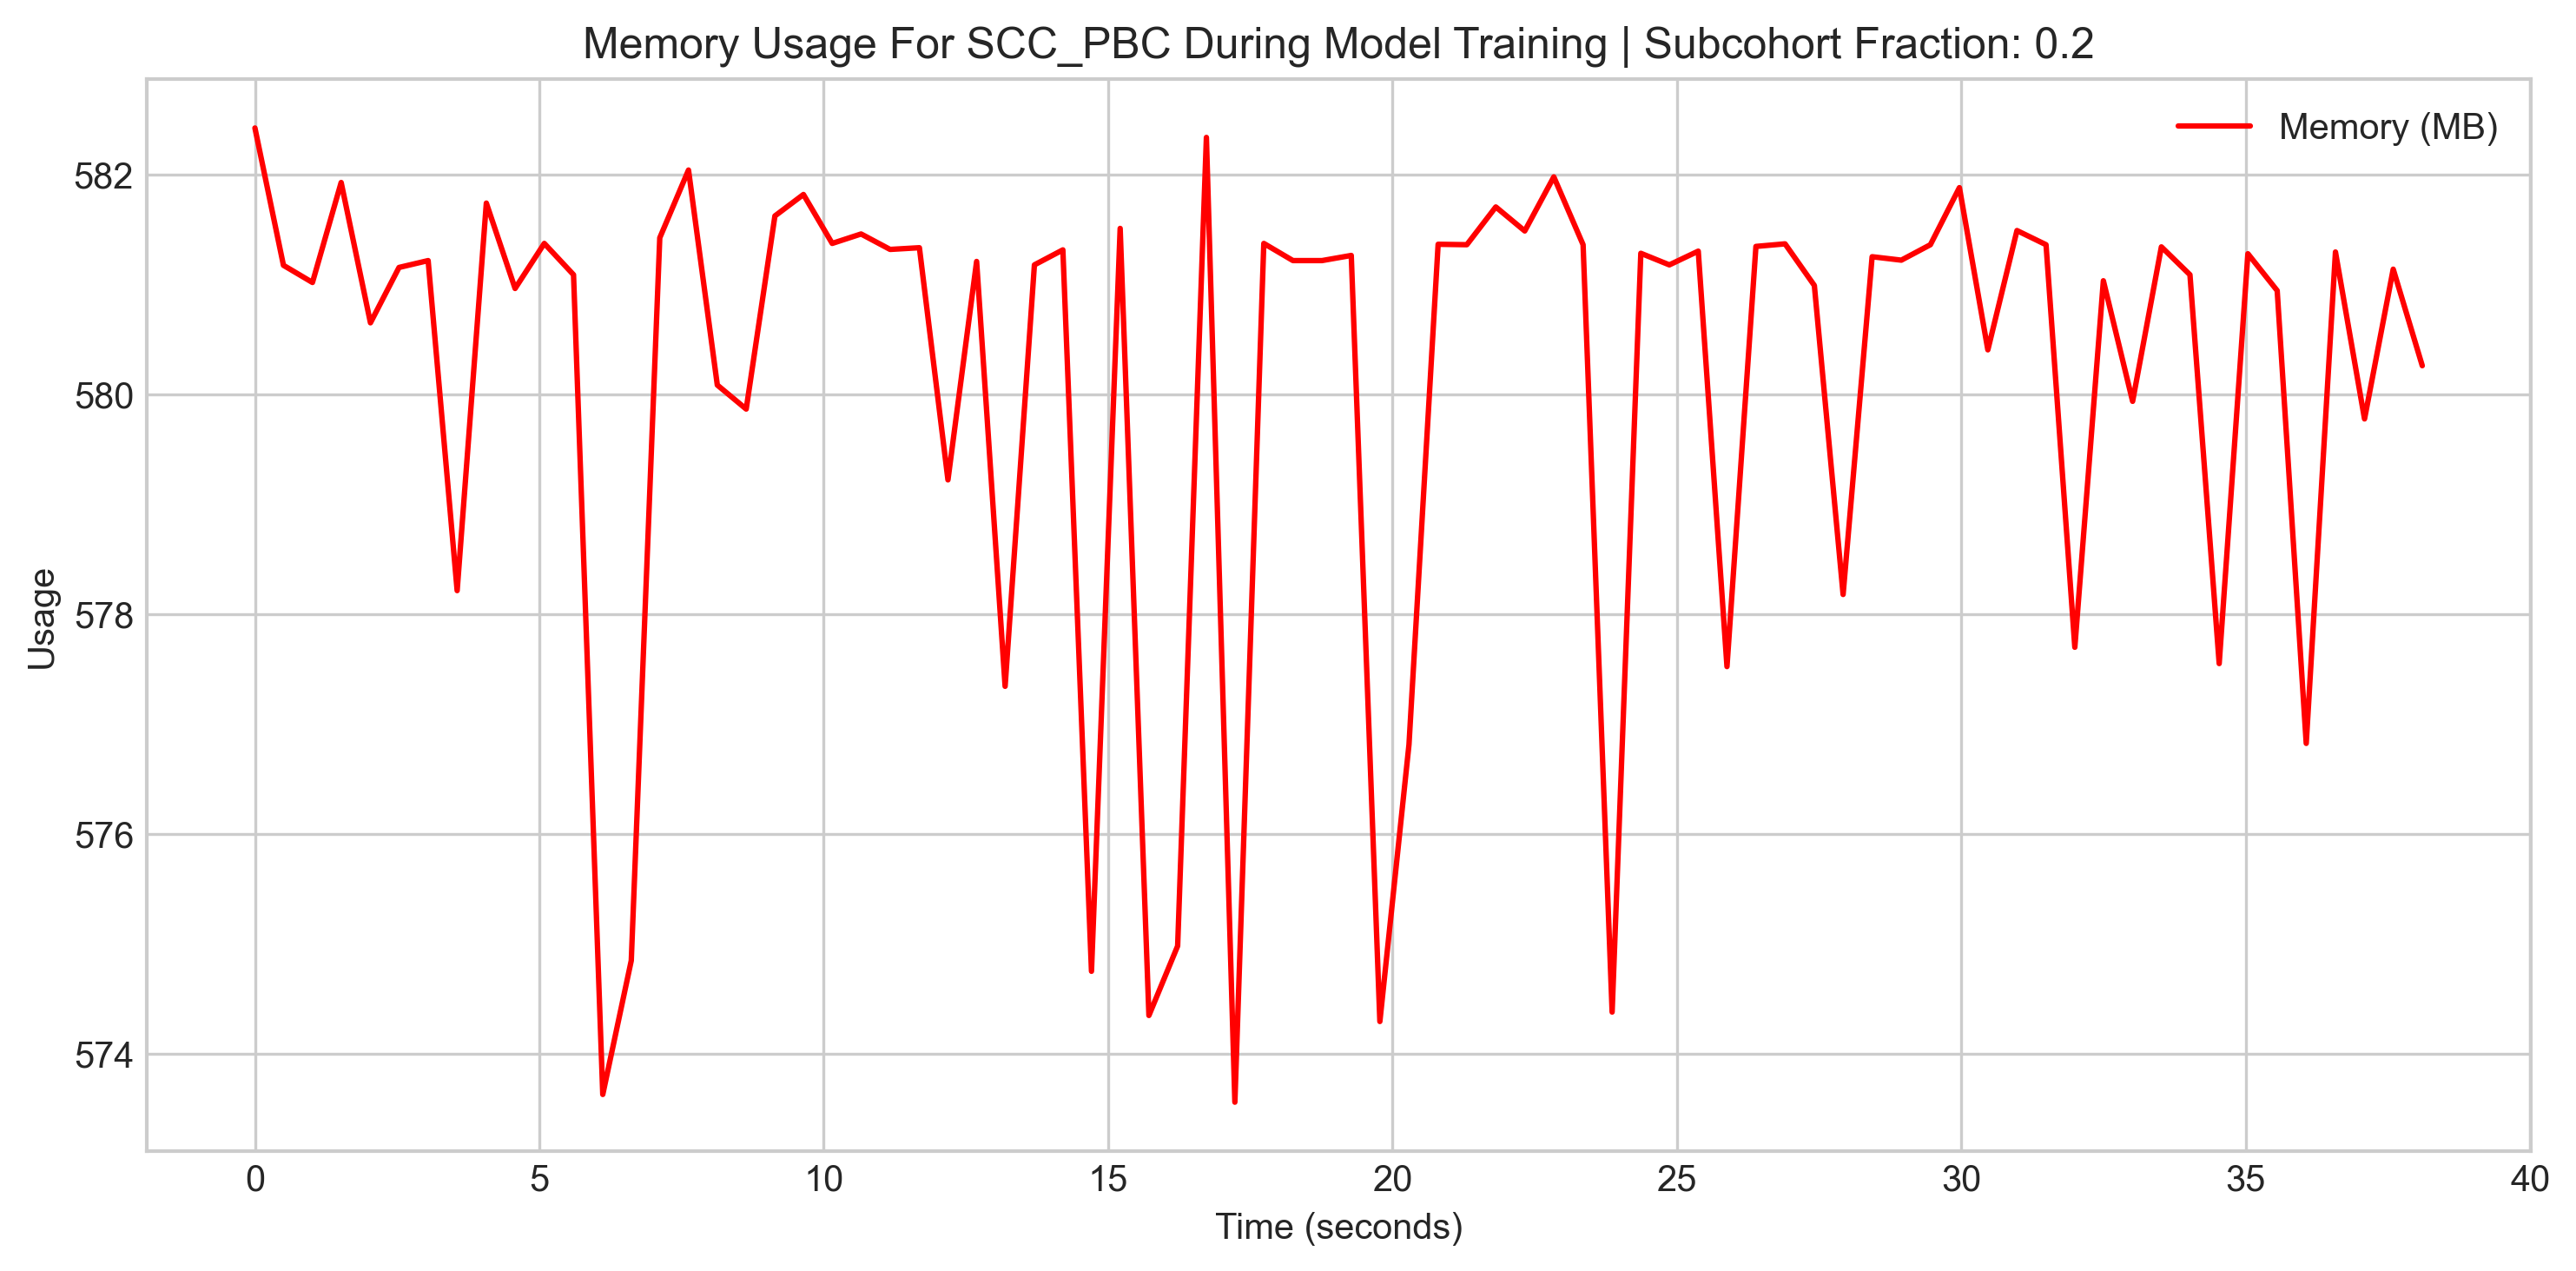 Memory Usage For SCC_PBC During Model Training | Subcohort Fraction: 0.2
Memory (MB)
582
580
578
576
574
Usage
0 5 10 15 20 25 30 35 40
Time (seconds)